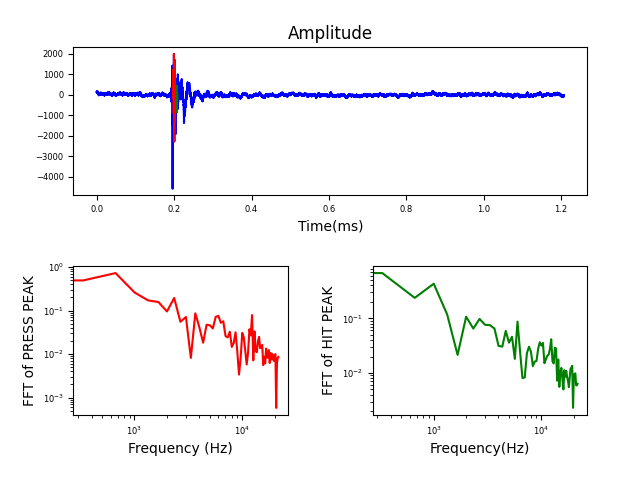 Amplitude
2000
1000
0
−1000
−2000
−3000
−4000
0.0 0.2 0.4 0.6 0.8 1.0 1.2
Time(ms)
FFT of PRESS PEAK
10⁰
10⁻¹
10⁻²
10⁻³
10³ 10⁴
Frequency (Hz)
FFT of HIT PEAK
10⁻¹
10⁻²
10³ 10⁴
Frequency(Hz)